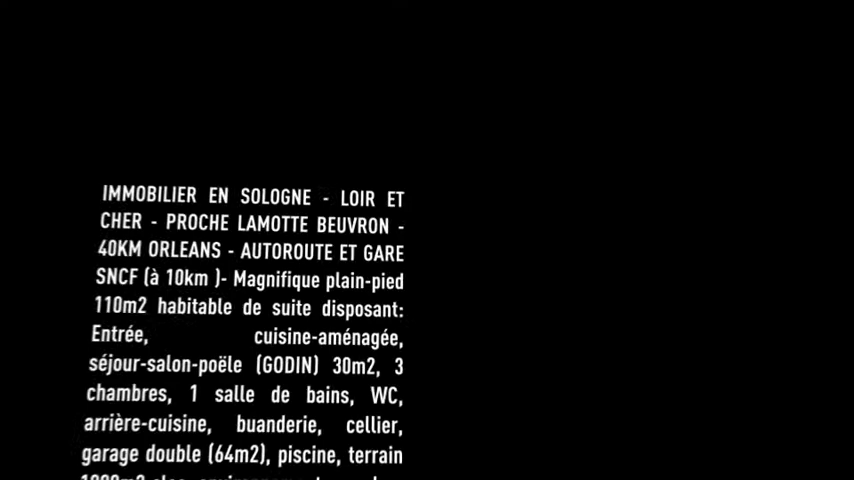 IMMOBILIER EN SOLOGNE - LOIR ET
CHER - PROCHE LAMOTTE BEUVRON -
40KM ORLEANS - AUTOROUTE ET GARE
SNCF (à 10km )- Magnifique plain-pied
110m2 habitable de suite disposant:
Entrée, cuisine-aménagée,
séjour-salon-poële (GODIN) 30m2, 3
chambres, 1 salle de bains, WC,
arrière-cuisine, buanderie, cellier,
garage double (64m2), piscine, terrain